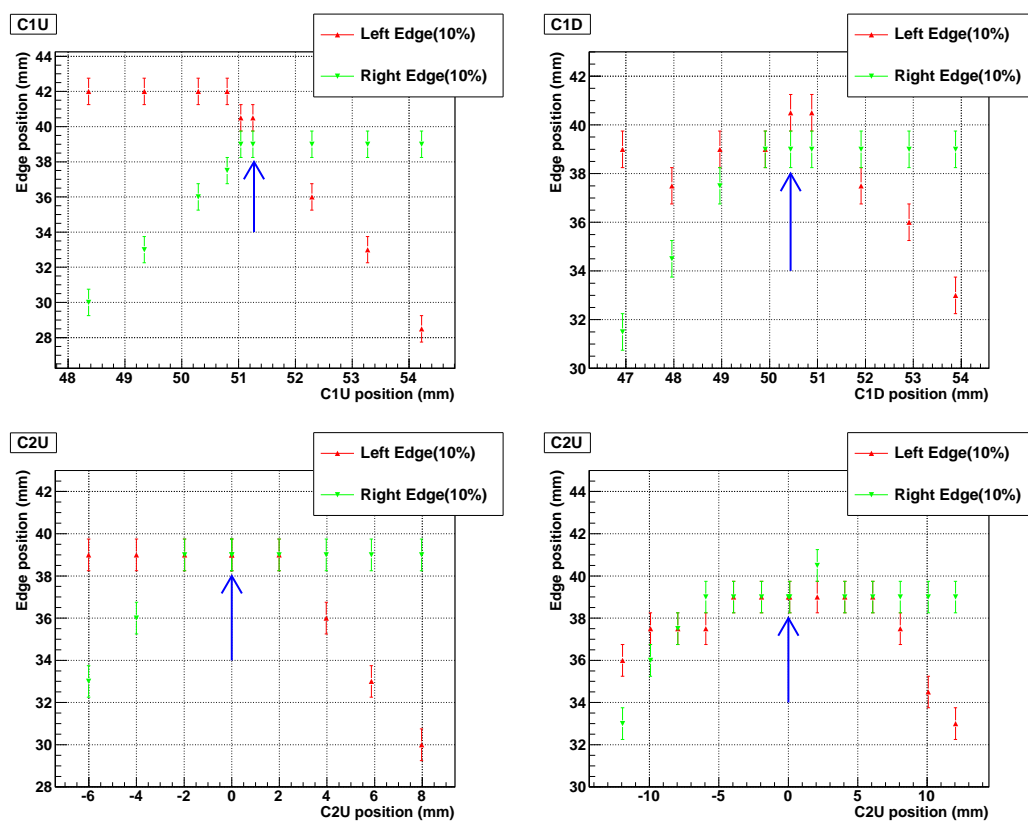 C1U
Left Edge(10%)
Right Edge(10%)
Edge position (mm)
44
42
40
38
36
34
32
30
28
48 49 50 51 52 53 54
C1U position (mm)
C1D
Left Edge(10%)
Right Edge(10%)
Edge position (mm)
42
40
38
36
34
32
30
47 48 49 50 51 52 53 54
C1D position (mm)
C2U
Left Edge(10%)
Right Edge(10%)
Edge position (mm)
42
40
38
36
34
32
30
28
-6 -4 -2 0 2 4 6 8
C2U position (mm)
C2U
Left Edge(10%)
Right Edge(10%)
Edge position (mm)
44
42
40
38
36
34
32
30
-10 -5 0 5 10
C2U position (mm)